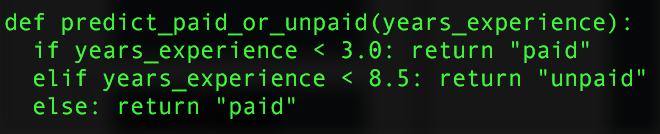 def predict_paid_or_unpaid(years_experience):
  if years_experience < 3.0: return "paid"
  elif years_experience < 8.5: return "unpaid"
  else: return "paid"